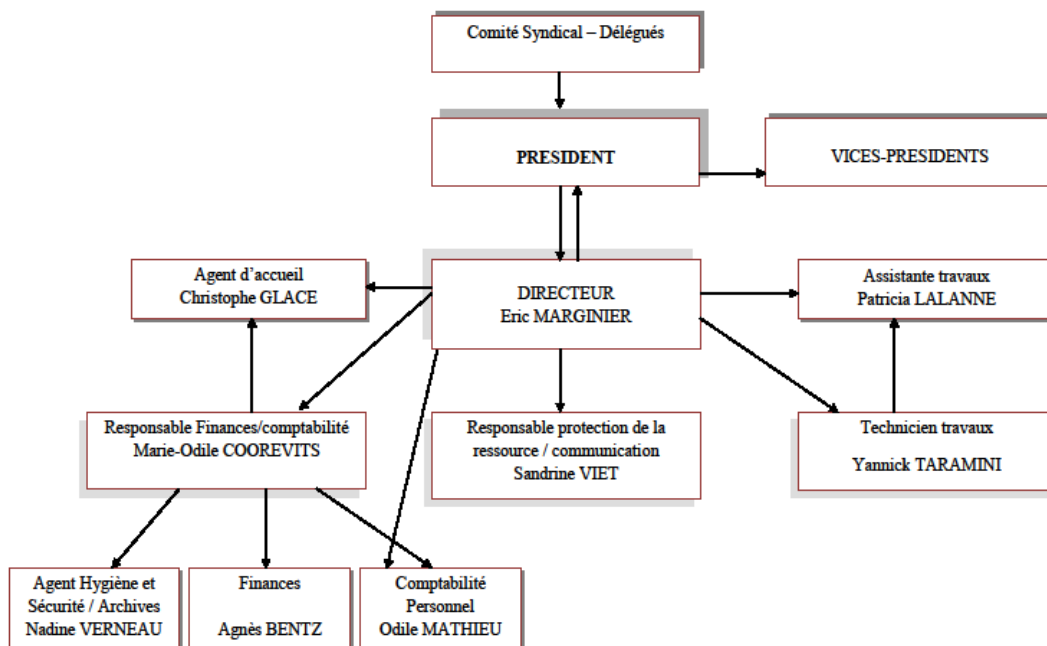 Comité Syndical – Délégués
PRESIDENT
VICES-PRESIDENTS
Agent d’accueil
Christophe GLACE
DIRECTEUR
Eric MARGINIER
Assistante travaux
Patricia LALANNE
Responsable Finances/comptabilité
Marie-Odile COOREVITS
Responsable protection de la
ressource / communication
Sandrine VIET
Technicien travaux
Yannick TARAMINI
Agent Hygiène et
Sécurité / Archives
Nadine VERNEAU
Finances
Agnès BENTZ
Comptabilité
Personnel
Odile MATHIEU